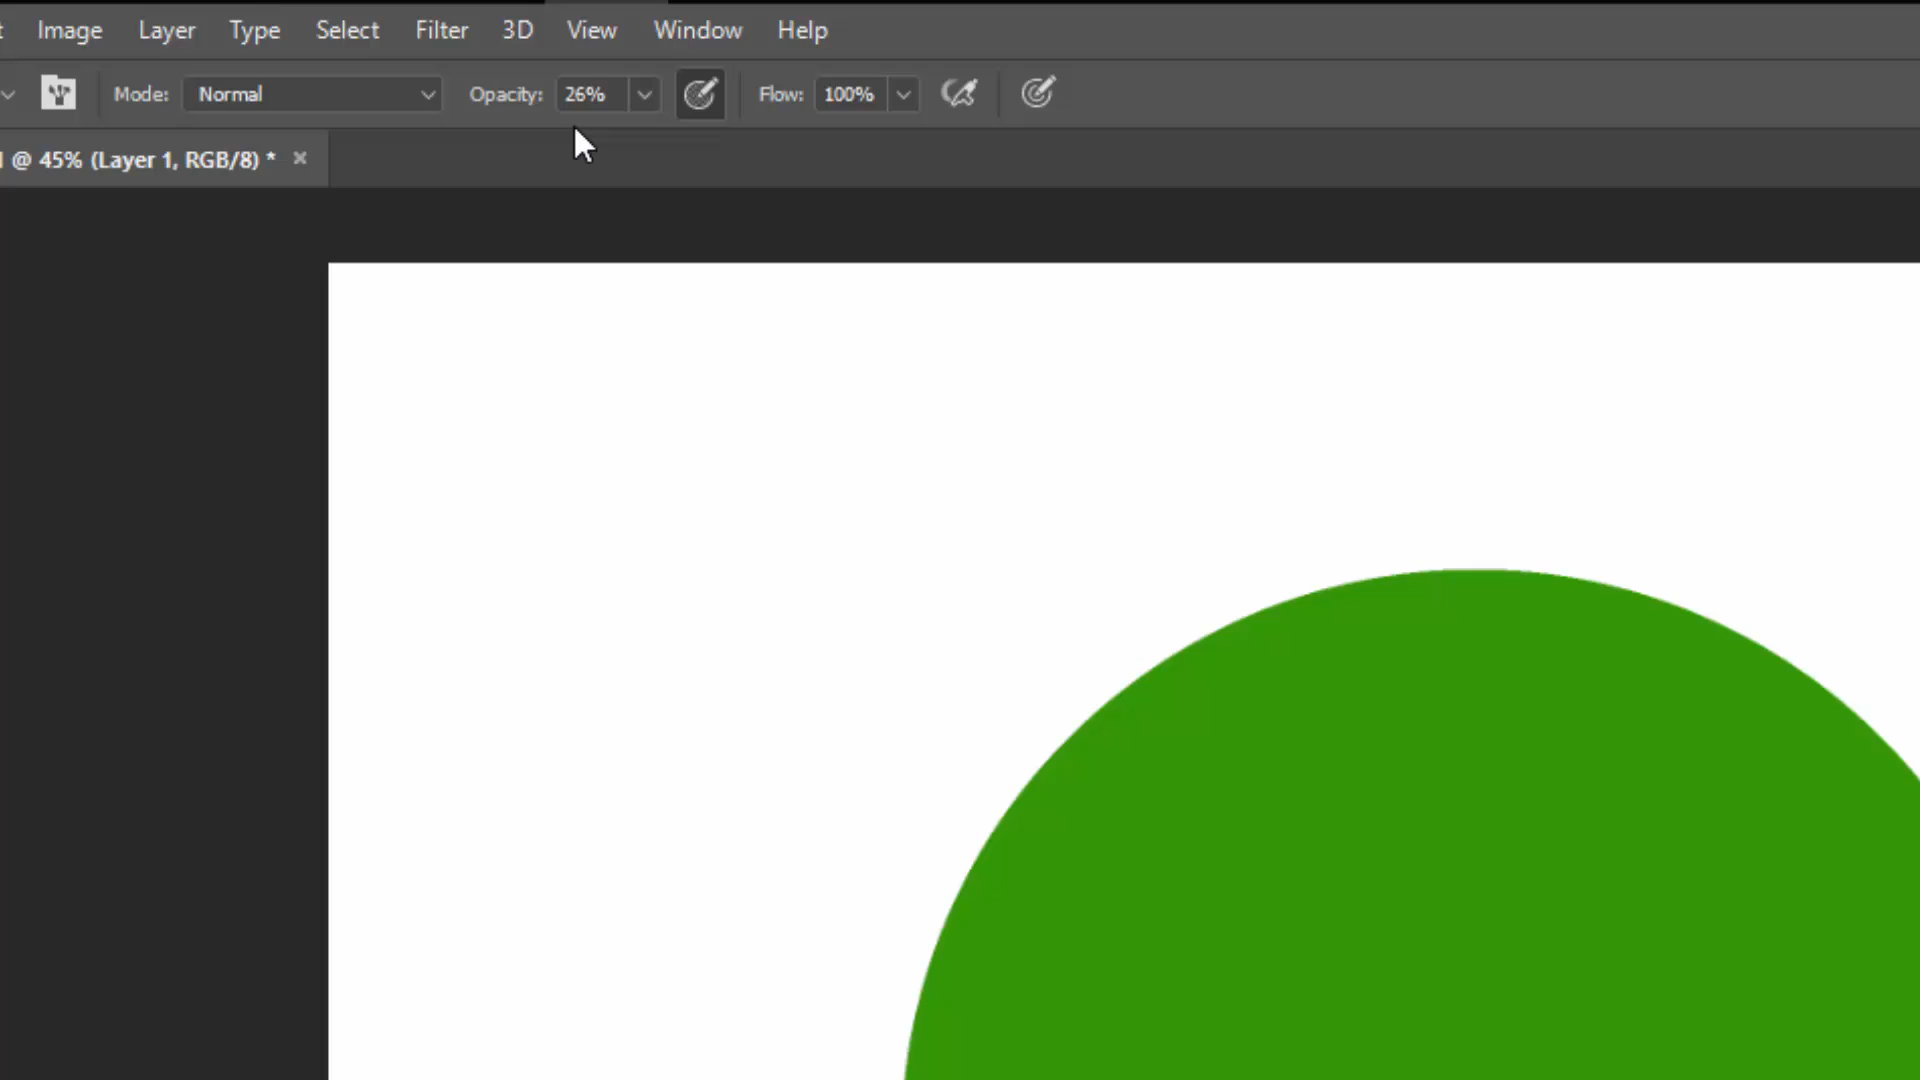 Image Layer Type Select Filter 3D View Window Help
Mode: Normal Opacity: 26% Flow: 100%
@ 45% (Layer 1, RGB/8) *